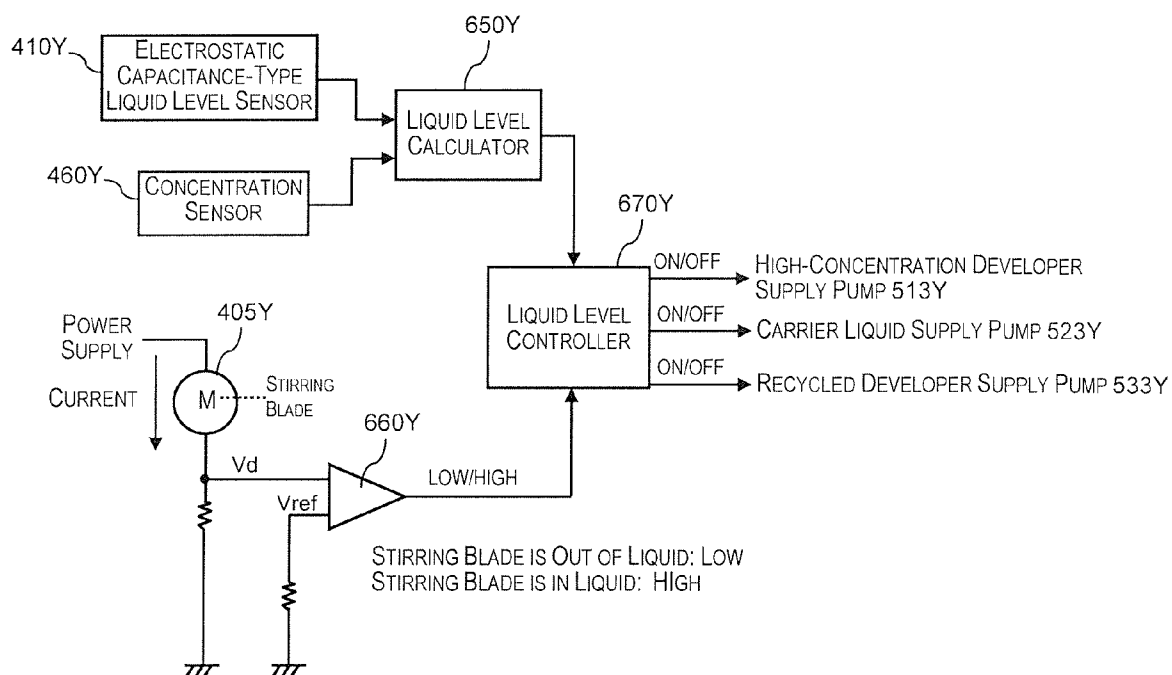 410Y
ELECTROSTATIC
CAPACITANCE-TYPE
LIQUID LEVEL SENSOR
650Y
LIQUID LEVEL
CALCULATOR
460Y
CONCENTRATION
SENSOR
670Y
LIQUID LEVEL
CONTROLLER
ON/OFF
HIGH-CONCENTRATION DEVELOPER
SUPPLY PUMP 513Y
ON/OFF
CARRIER LIQUID SUPPLY PUMP 523Y
ON/OFF
RECYCLED DEVELOPER SUPPLY PUMP 533Y
POWER
SUPPLY
405Y
CURRENT
M
STIRRING
BLADE
660Y
Vd
Vref
LOW/HIGH
STIRRING BLADE IS OUT OF LIQUID: LOW
STIRRING BLADE IS IN LIQUID: HIGH